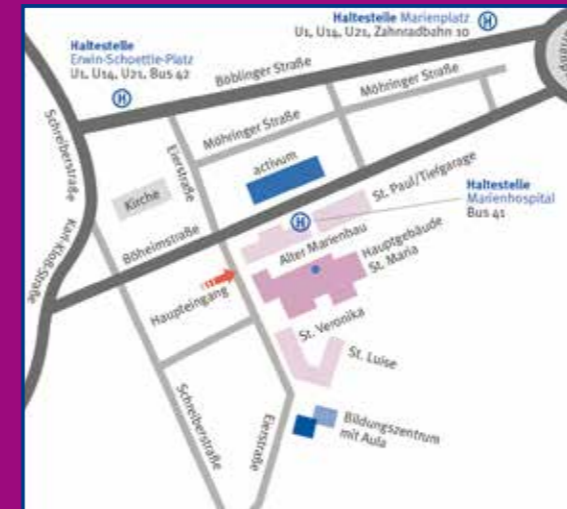 Haltestelle Marienplatz
U1, U14, U21, Zahnradbahn 10
Haltestelle
Erwin-Schoettle-Platz
U1, U14, U21, Bus 42
H
H
Böblinger Straße
Möhringer Straße
Möhringer Straße
Schreiberstraße
Eierstraße
activum
Kirche
St. Paul/Tiefgarage
Haltestelle
Marienhospital
Bus 41
H
Karl-Kloß-Straße
Böheimstraße
Alter Marienbau
Hauptgebäude
St. Maria
Haupteingang
St. Veronika
St. Luise
Schreiberstraße
Eierstraße
Bildungszentrum
mit Aula